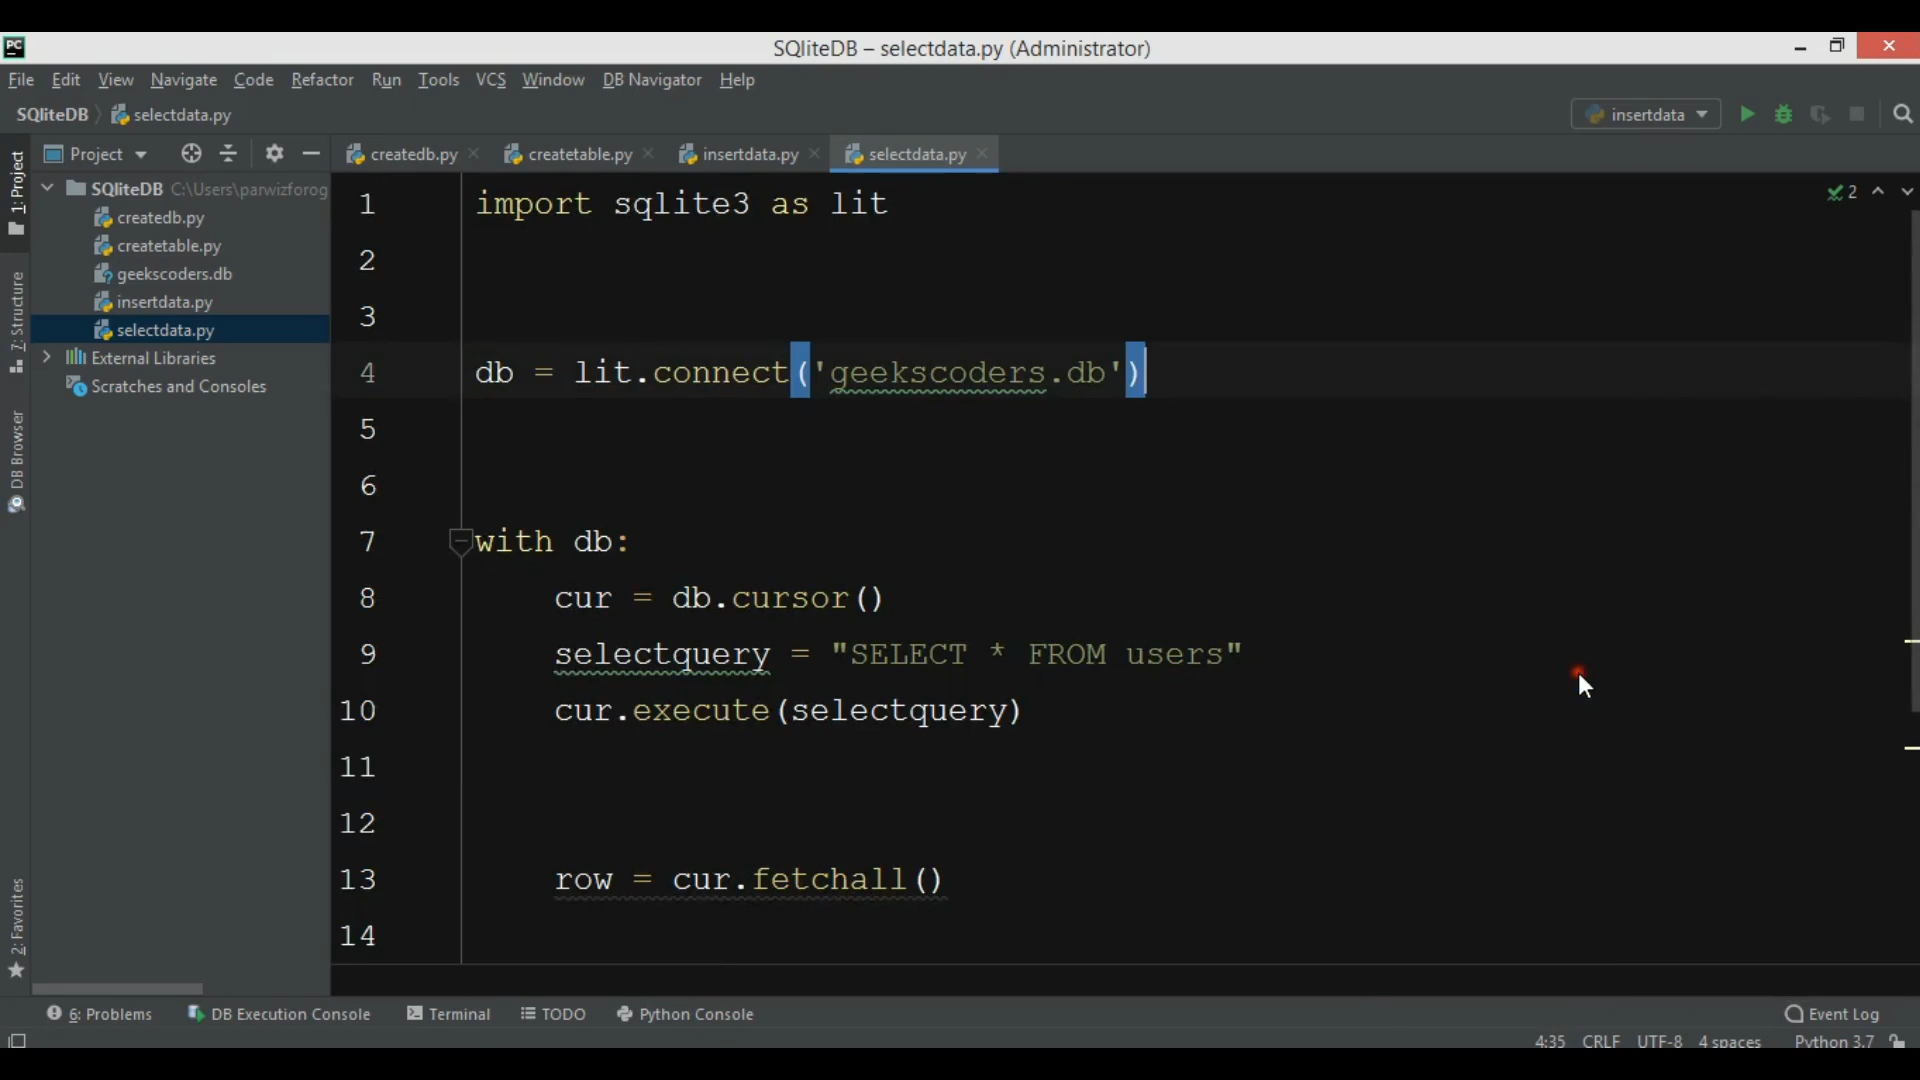 PC
SQliteDB – selectdata.py (Administrator)
File Edit View Navigate Code Refactor Run Tools VCS Window DB Navigator Help
SQliteDB selectdata.py
insertdata
Project
createdb.py
createtable.py
insertdata.py
selectdata.py
1: Project
7: Structure
DB Browser
2: Favorites
SQliteDB C:\Users\parwizforog
createdb.py
createtable.py
geekscoders.db
insertdata.py
selectdata.py
External Libraries
Scratches and Consoles
2
1 import sqlite3 as lit
2
3
4 db = lit.connect('geekscoders.db')
5
6
7 with db:
8 cur = db.cursor()
9 selectquery = "SELECT * FROM users"
10 cur.execute(selectquery)
11
12
13 row = cur.fetchall()
14
6: Problems
DB Execution Console
Terminal
TODO
Python Console
Event Log
4:35 CRLF UTF-8 4 spaces Python 3.7